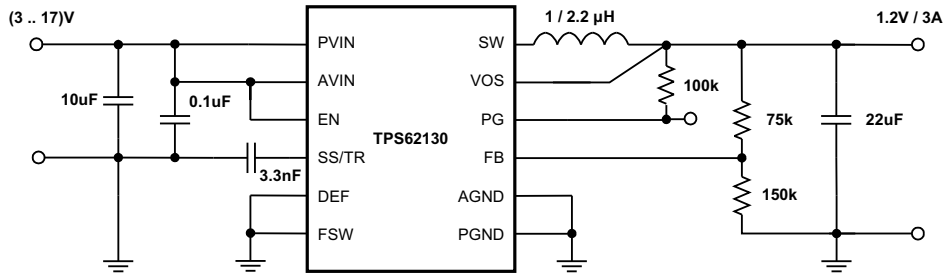 (3 .. 17)V
1 / 2.2 µH
1.2V / 3A
PVIN
SW
AVIN
VOS
10uF
0.1uF
100k
EN
PG
75k
22uF
TPS62130
SS/TR
FB
3.3nF
150k
DEF
AGND
FSW
PGND